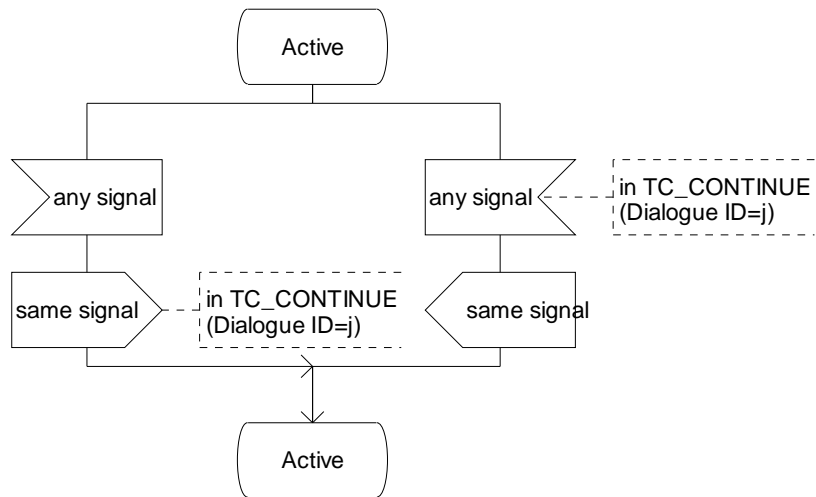 Active
any signal
any signal
in TC_CONTINUE
(Dialogue ID=j)
same signal
in TC_CONTINUE
(Dialogue ID=j)
same signal
Active